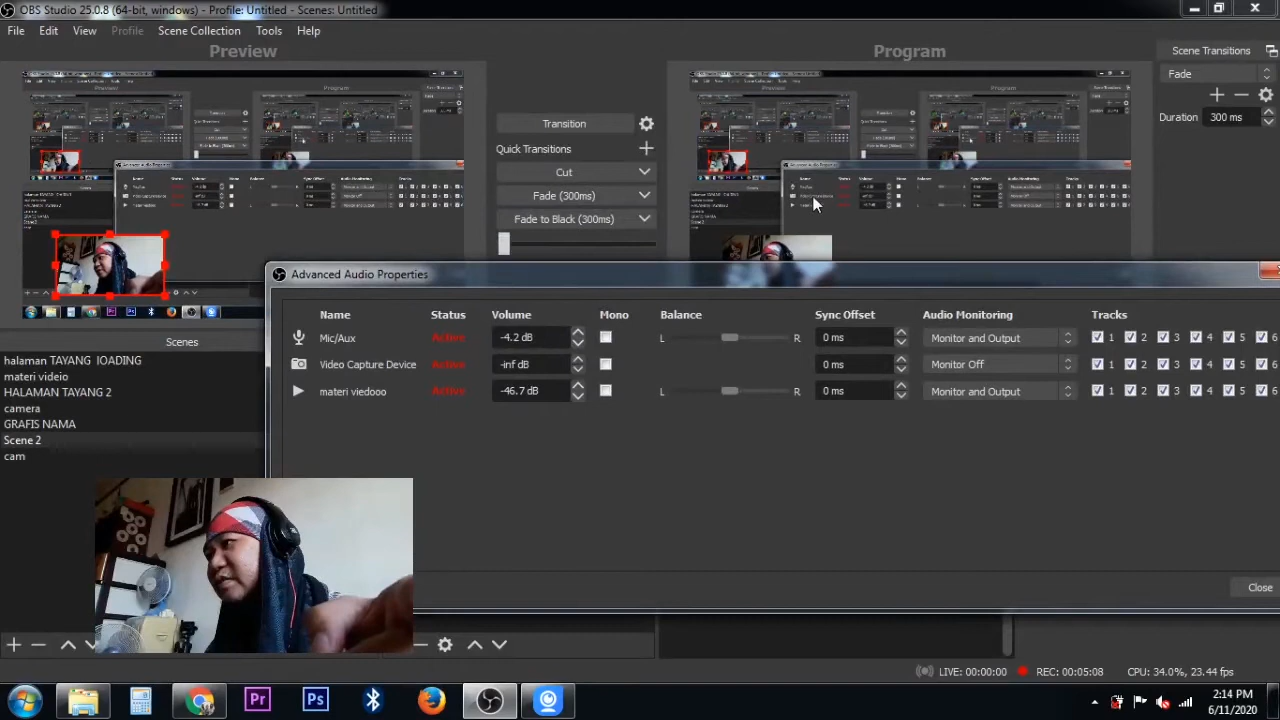 OBS Studio 25.0.8 (64-bit, windows) - Profile: Untitled - Scenes: Untitled
File Edit View Profile Scene Collection Tools Help
Preview
Program
Scene Transitions
Fade
Duration 300 ms
Transition
Quick Transitions
Cut
Fade (300ms)
Fade to Black (300ms)
Advanced Audio Properties
Name Status Volume Mono Balance Sync Offset Audio Monitoring Tracks
Mic/Aux Active -4.2 dB L R 0 ms Monitor and Output 1 2 3 4 5 6
Video Capture Device Active -inf dB 0 ms Monitor Off 1 2 3 4 5 6
materi viedooo Active -46.7 dB L R 0 ms Monitor and Output 1 2 3 4 5 6
Close
Scenes
halaman TAYANG lOADING
materi videio
HALAMAN TAYANG 2
camera
GRAFIS NAMA
Scene 2
cam
LIVE: 00:00:00 REC: 00:05:08 CPU: 34.0%, 23.44 fps
Pr Ps
2:14 PM
6/11/2020